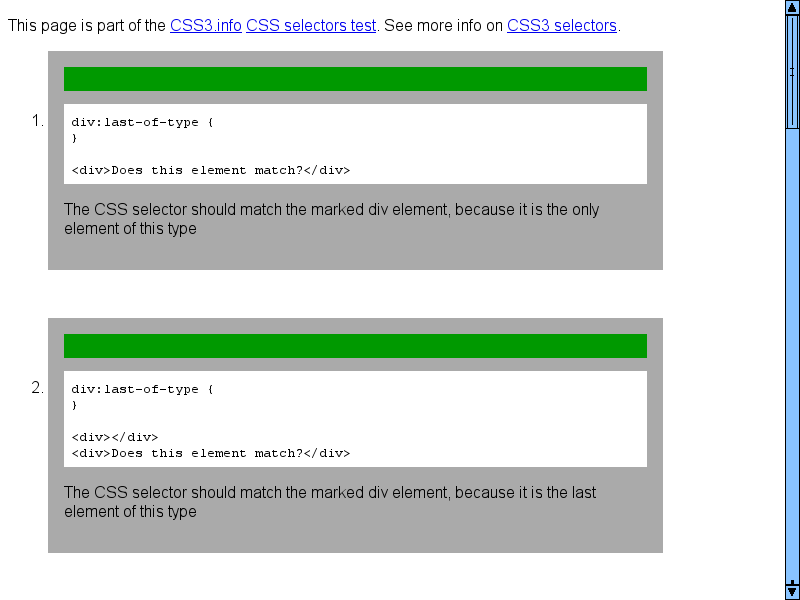 This page is part of the CSS3.info CSS selectors test. See more info on CSS3 selectors.
1.
div:last-of-type {
}
<div>Does this element match?</div>
The CSS selector should match the marked div element, because it is the only
element of this type
2.
div:last-of-type {
}
<div></div>
<div>Does this element match?</div>
The CSS selector should match the marked div element, because it is the last
element of this type